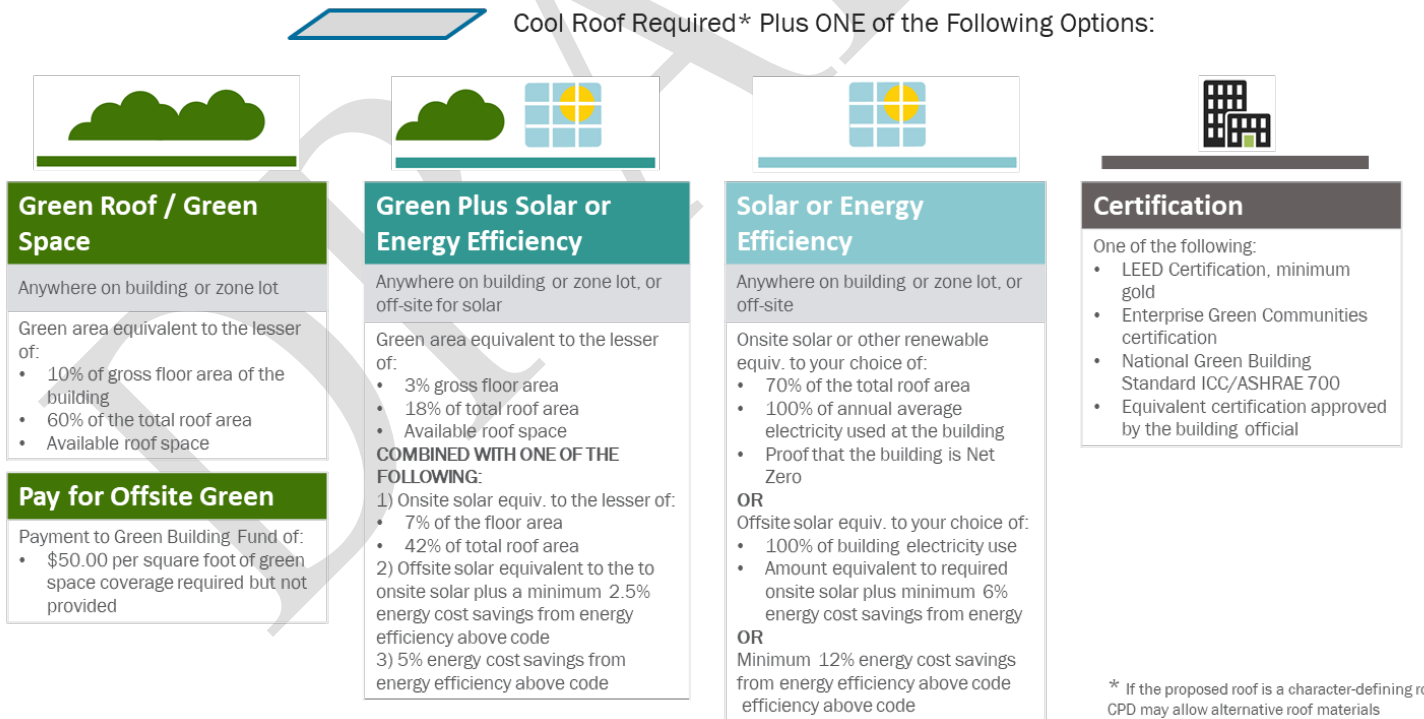 Cool Roof Required* Plus ONE of the Following Options:
Green Roof / Green
Space
Anywhere on building or zone lot
Green area equivalent to the lesser
of:
• 10% of gross floor area of the
building
• 60% of the total roof area
• Available roof space
Pay for Offsite Green
Payment to Green Building Fund of:
• $50.00 per square foot of green
space coverage required but not
provided
Green Plus Solar or
Energy Efficiency
Anywhere on building or zone lot, or
off-site for solar
Green area equivalent to the lesser
of:
• 3% gross floor area
• 18% of total roof area
• Available roof space
COMBINED WITH ONE OF THE
FOLLOWING:
1) Onsite solar equiv. to the lesser of:
• 7% of the floor area
• 42% of total roof area
2) Offsite solar equivalent to the to
onsite solar plus a minimum 2.5%
energy cost savings from energy
efficiency above code
3) 5% energy cost savings from
energy efficiency above code
Solar or Energy
Efficiency
Anywhere on building or zone lot, or
off-site
Onsite solar or other renewable
equiv. to your choice of:
• 70% of the total roof area
• 100% of annual average
electricity used at the building
• Proof that the building is Net
Zero
OR
Offsite solar equiv. to your choice of:
• 100% of building electricity use
• Amount equivalent to required
onsite solar plus minimum 6%
energy cost savings from energy
OR
Minimum 12% energy cost savings
from energy efficiency above code
efficiency above code
Certification
One of the following:
• LEED Certification, minimum
gold
• Enterprise Green Communities
certification
• National Green Building
Standard ICC/ASHRAE 700
• Equivalent certification approved
by the building official
* If the proposed roof is a character-defining
CPD may allow alternative roof materials